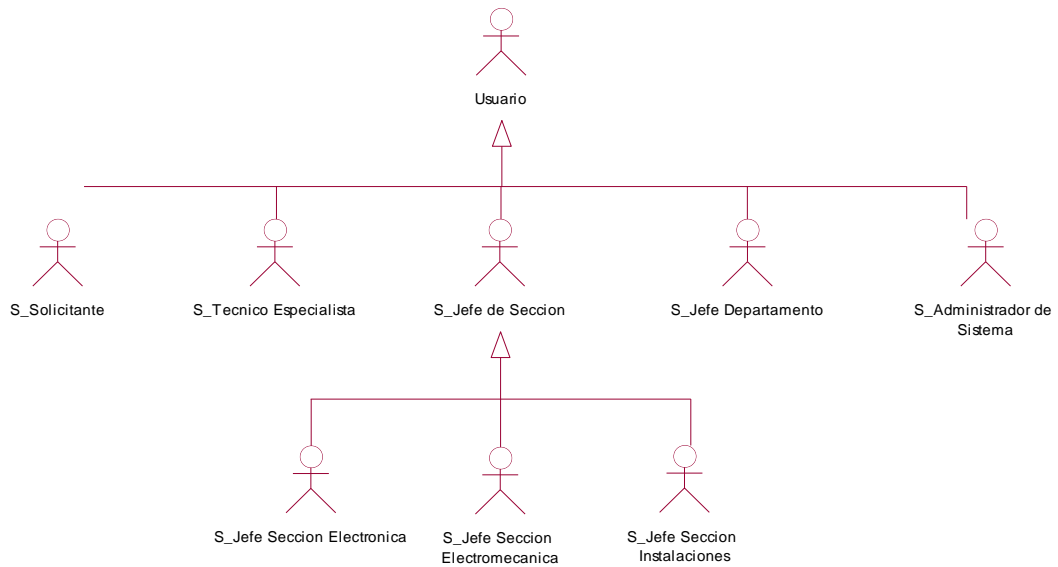 Usuario
S_Solicitante
S_Tecnico Especialista
S_Jefe de Seccion
S_Jefe Departamento
S_Administrador de
Sistema
S_Jefe Seccion Electronica
S_Jefe Seccion
Electromecanica
S_Jefe Seccion
Instalaciones